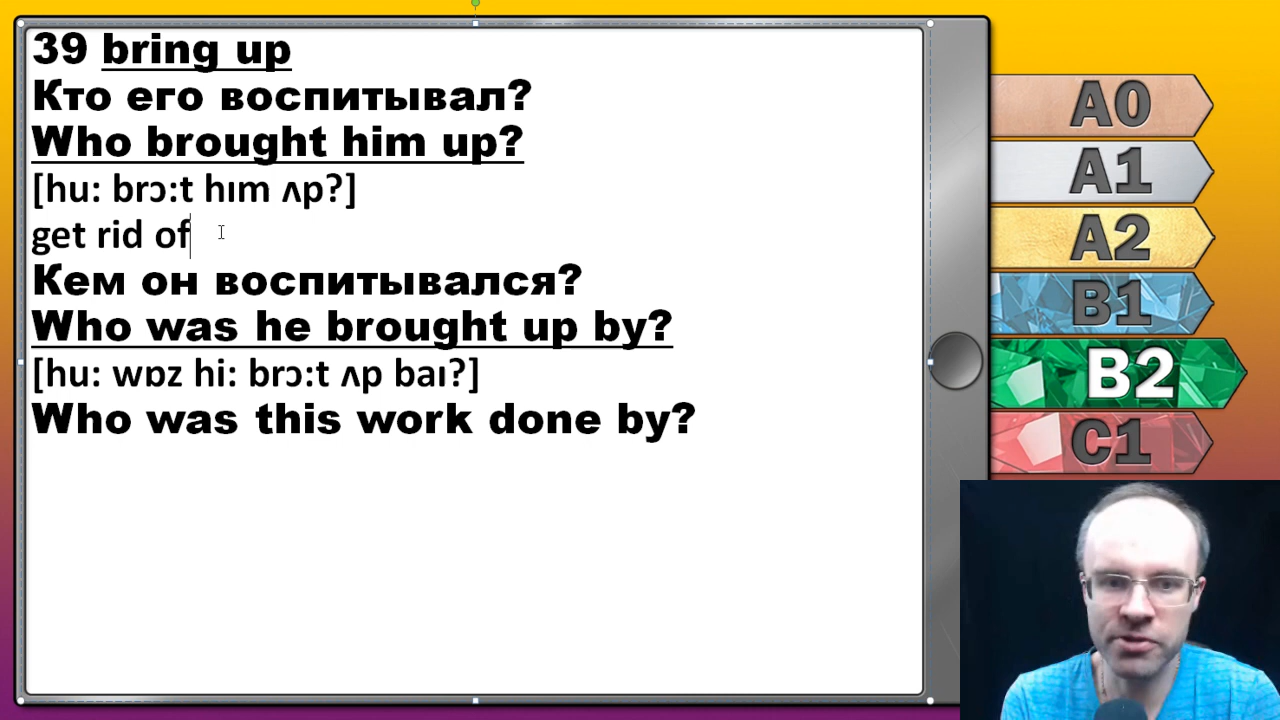 39 bring up
Кто его воспитывал?
Who brought him up?
[hu: brɔ:t hɪm ʌp?]
get rid of
Кем он воспитывался?
Who was he brought up by?
[hu: wɒz hi: brɔ:t ʌp baɪ?]
Who was this work done by?
A0
A1
A2
B1
B2
C1